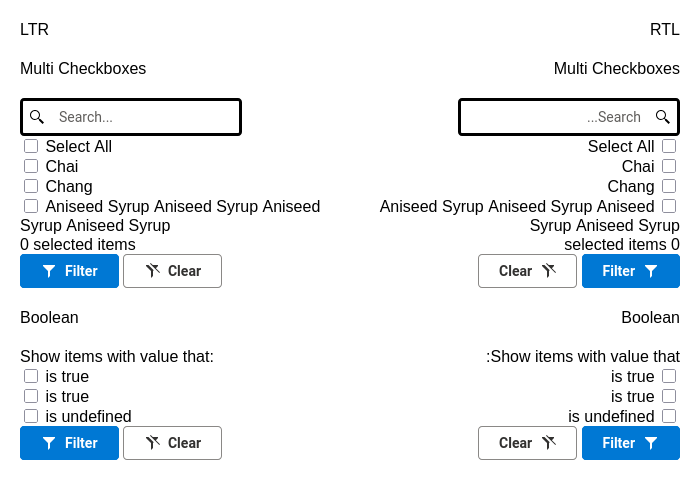 LTR
Multi Checkboxes
Search...
Select All
Chai
Chang
Aniseed Syrup Aniseed Syrup Aniseed
Syrup Aniseed Syrup
0 selected items
Filter Clear
Boolean
Show items with value that:
is true
is true
is undefined
Filter Clear
RTL
Multi Checkboxes
...Search
Select All
Chai
Chang
Aniseed Syrup Aniseed Syrup Aniseed
Syrup Aniseed Syrup
selected items 0
Clear Filter
Boolean
:Show items with value that
is true
is true
is undefined
Clear Filter